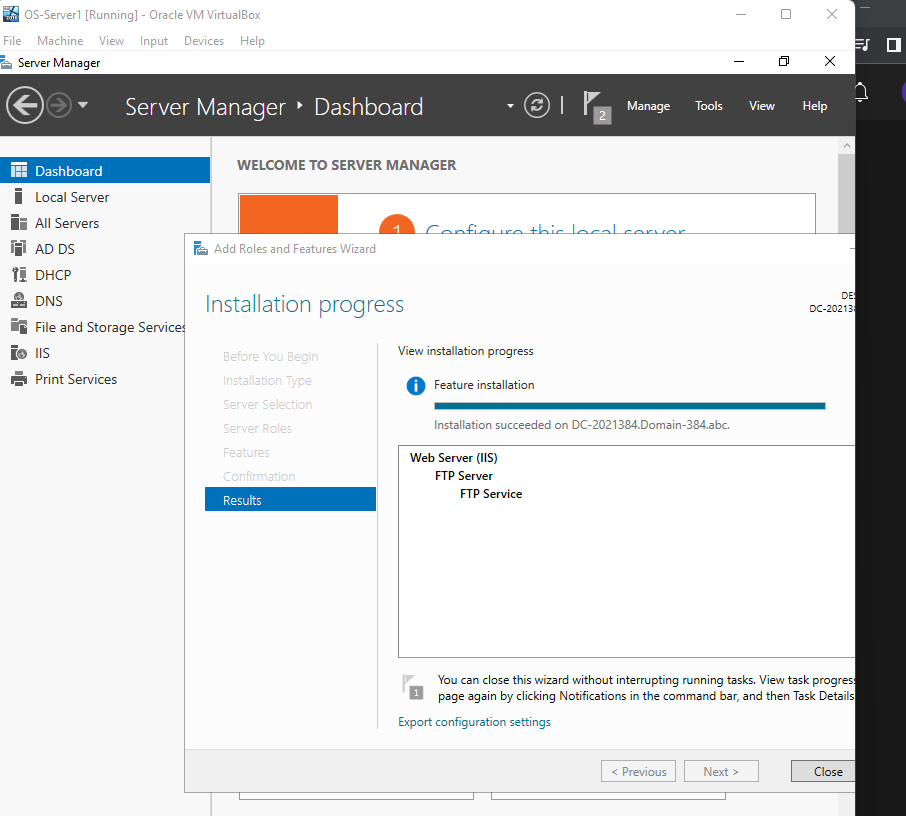 OS-Server1 [Running] - Oracle VM VirtualBox
File Machine View Input Devices Help
Server Manager
Server Manager Dashboard
2 Manage Tools View Help
Dashboard
Local Server
All Servers
AD DS
DHCP
DNS
File and Storage Services
IIS
Print Services
WELCOME TO SERVER MANAGER
1 Configure this local server
Add Roles and Features Wizard
Installation progress
DES
DC-202138
Before You Begin
Installation Type
Server Selection
Server Roles
Features
Confirmation
Results
View installation progress
Feature installation
Installation succeeded on DC-2021384.Domain-384.abc.
Web Server (IIS)
FTP Server
FTP Service
1 You can close this wizard without interrupting running tasks. View task progress
page again by clicking Notifications in the command bar, and then Task Details
Export configuration settings
< Previous Next > Close